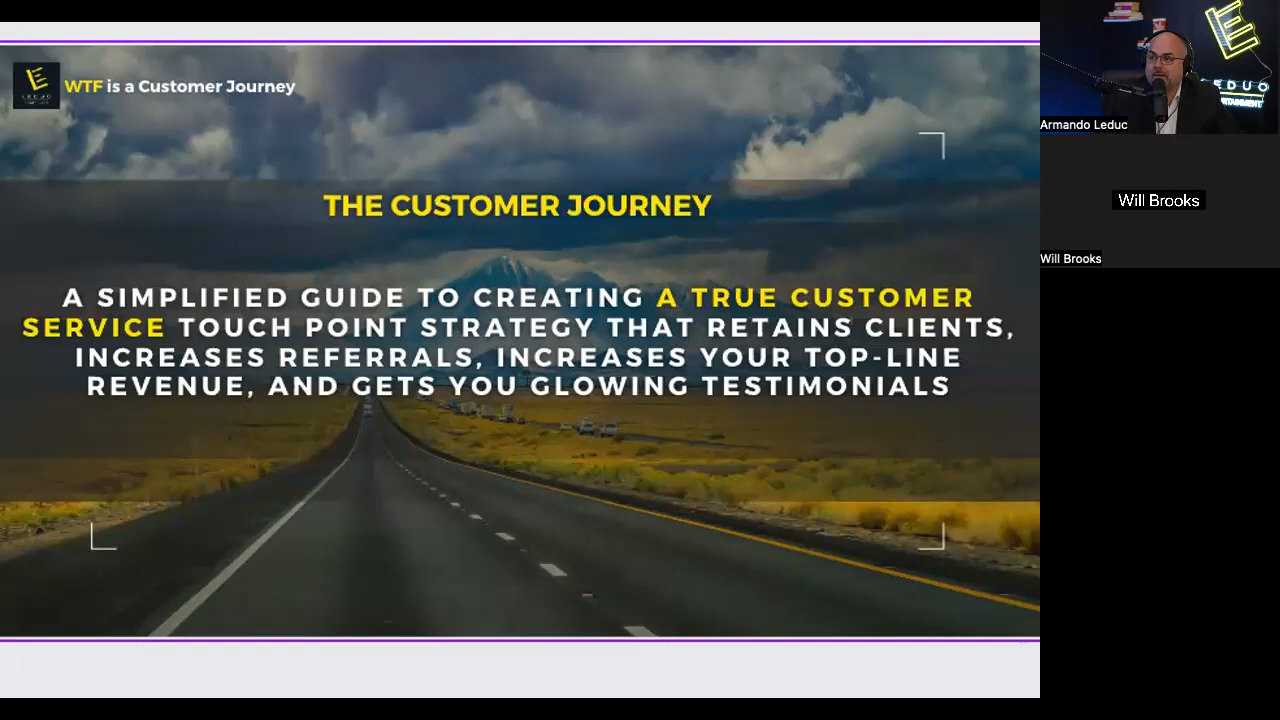 WTF is a Customer Journey
THE CUSTOMER JOURNEY
A SIMPLIFIED GUIDE TO CREATING A TRUE CUSTOMER
SERVICE TOUCH POINT STRATEGY THAT RETAINS CLIENTS,
INCREASES REFERRALS, INCREASES YOUR TOP-LINE
REVENUE, AND GETS YOU GLOWING TESTIMONIALS
Armando Leduc
Will Brooks
Will Brooks